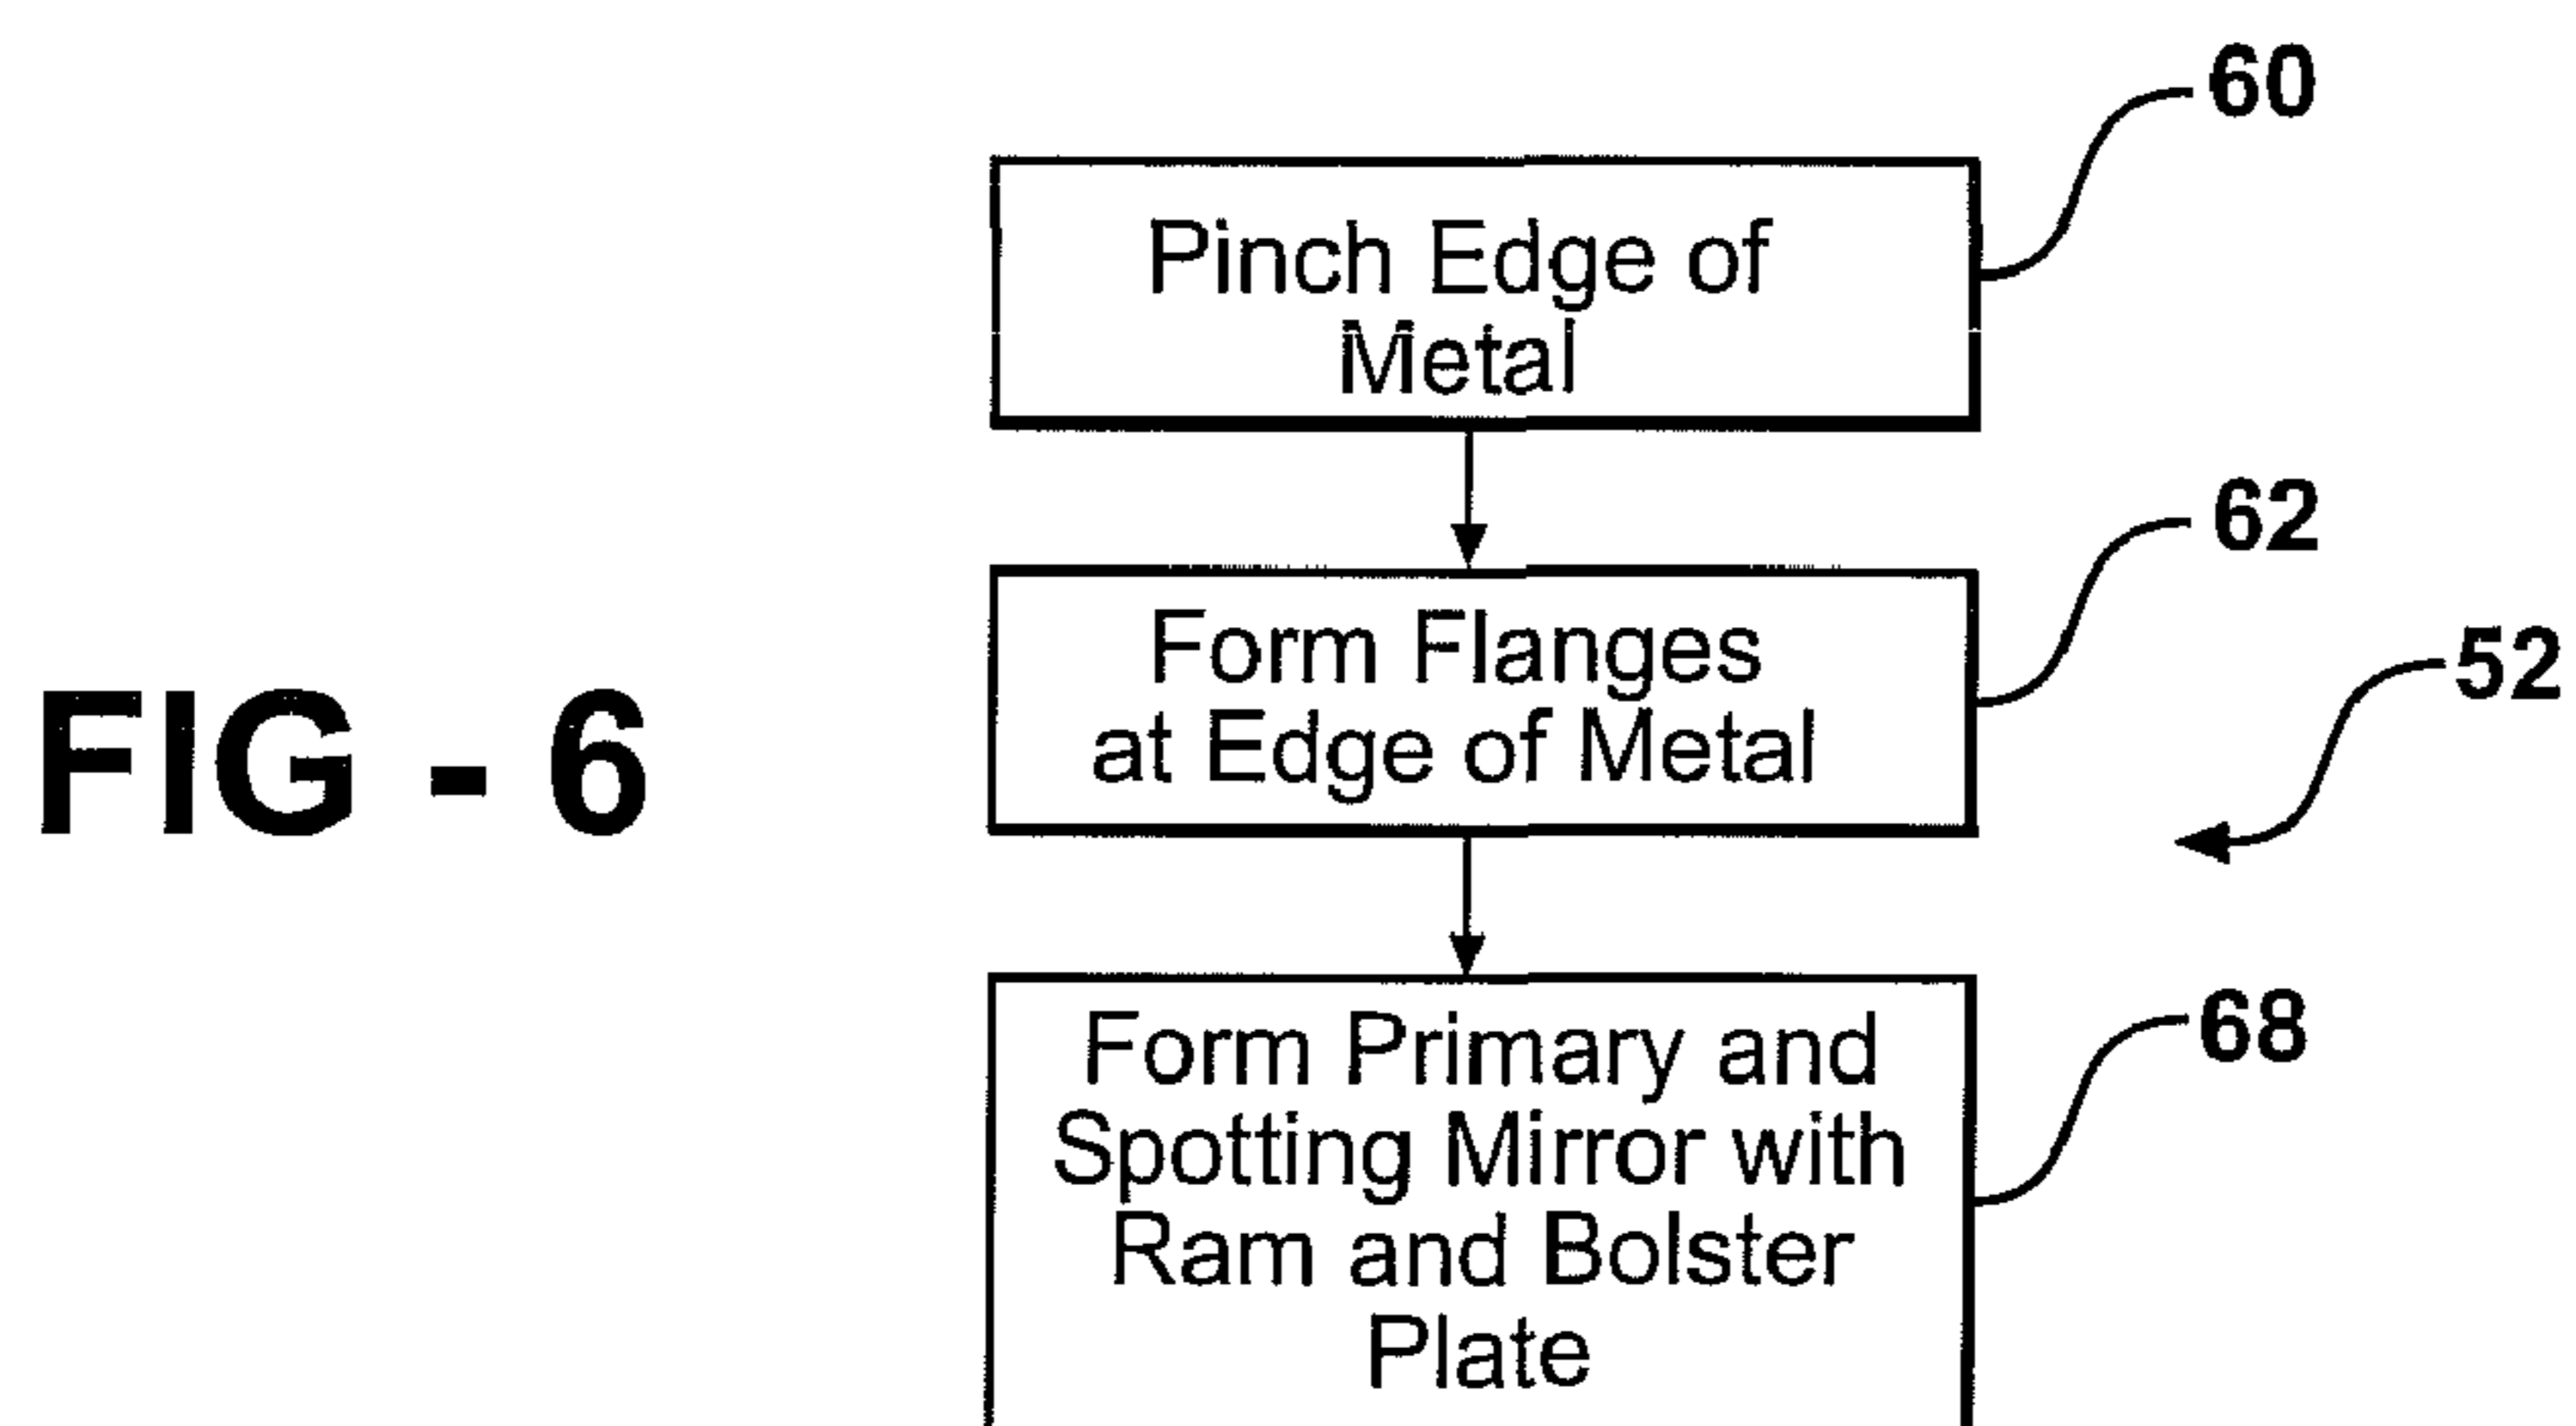 60
Pinch Edge of
Metal
62
Form Flanges
at Edge of Metal
52
FIG - 6
68
Form Primary and
Spotting Mirror with
Ram and Bolster
Plate